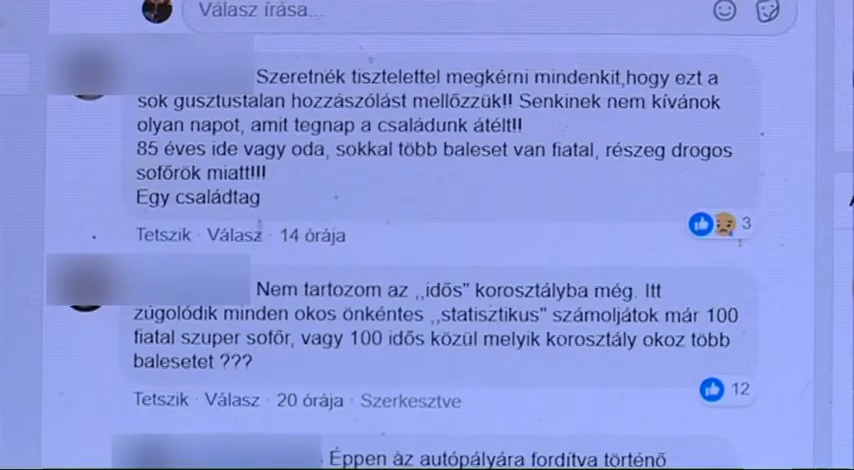 Válasz írása...
Szeretnék tisztelettel megkérni mindenkit,hogy ezt a
sok gusztustalan hozzászólást mellőzzük!! Senkinek nem kívánok
olyan napot, amit tegnap a családunk átélt!!
85 éves ide vagy oda, sokkal több baleset van fiatal, részeg drogos
sofőrök miatt!!!
Egy családtag
Tetszik · Válasz · 14 órája
3
Nem tartozom az ,,idős" korosztályba még. Itt
zúgolódik minden okos önkéntes ,,statisztikus" számoljátok már 100
fiatal szuper sofőr, vagy 100 idős közül melyik korosztály okoz több
balesetet ???
12
Tetszik · Válasz · 20 órája · Szerkesztve
Éppen az autópályára fordítva történő